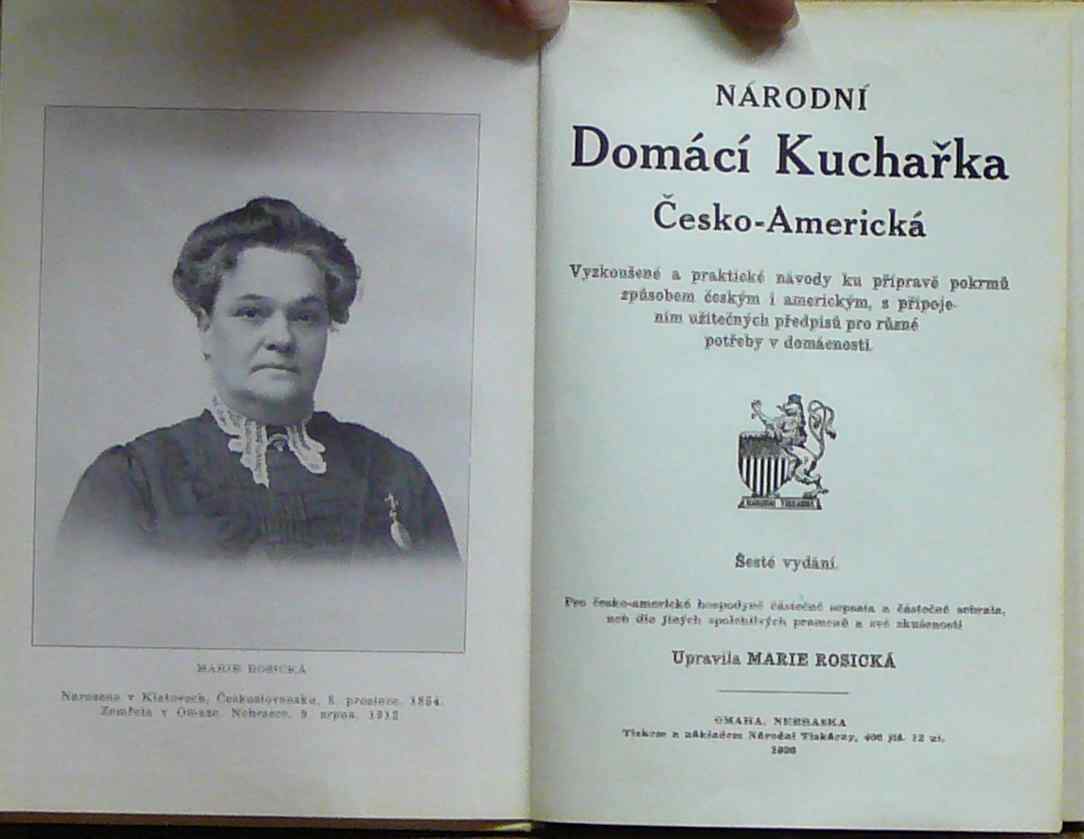 MARIE ROSICKÁ
Narozena v Klatovech, Československo, 8. prosince, 1854.
Zemřela v Omaze, Nebrasce, 9. srpna, 1912
NÁRODNÍ
Domácí Kuchařka
Česko-Americká
Vyzkoušené a praktické návody ku přípravě pokrmů
způsobem českým i americkým, s připoje-
ním užitečných předpisů pro různé
potřeby v domácnosti.
NÁRODNÍ TISKÁRNA
Šesté vydání.
Pro česko-americké hospodyně částečně sepsala a částečně sebrala,
neb dle jiných spolehlivých pramenů a své zkušenosti
Upravila MARIE ROSICKÁ
OMAHA, NEBRASKA
Tiskem a nákladem Národní Tiskárny, 406 již. 12 ul.